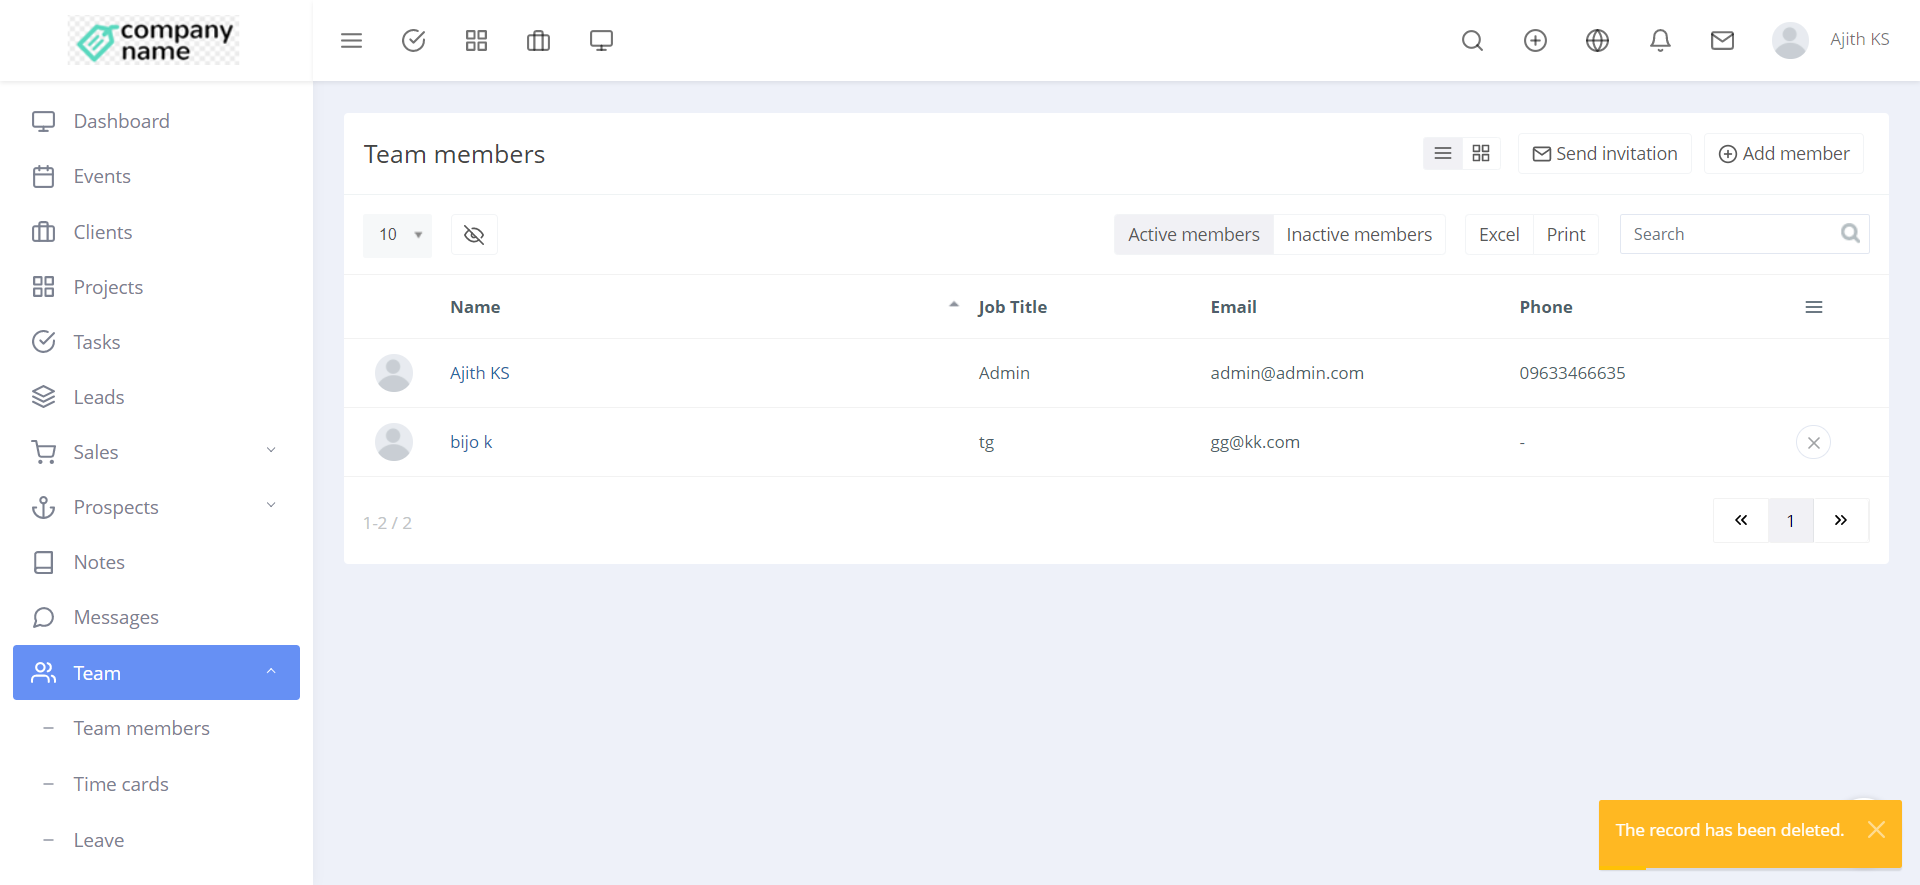 company
name
Ajith KS
Dashboard
Events
Clients
Projects
Tasks
Leads
Sales
Prospects
Notes
Messages
Team
Team members
Time cards
Leave
Team members
Send invitation
Add member
10
Active members
Inactive members
Excel
Print
Search
Name
Job Title
Email
Phone
Ajith KS
Admin
admin@admin.com
09633466635
bijo k
tg
gg@kk.com
-
1-2 / 2
«
1
»
The record has been deleted.